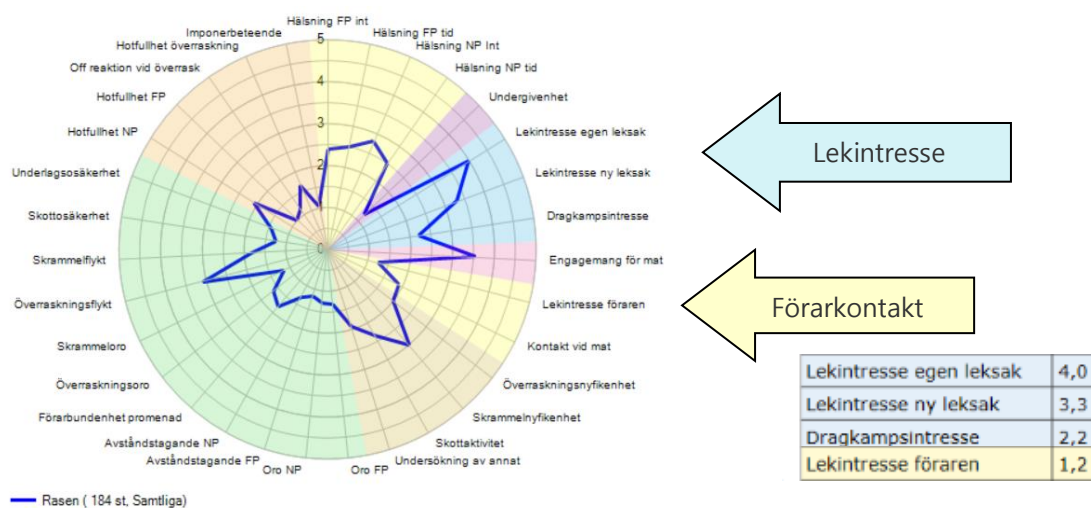 Hälsning FP int
Hälsning FP tid
Hälsning NP Int
Hälsning NP tid
Undergivenhet
Lekintresse egen leksak
Lekintresse ny leksak
Dragkampsintresse
Engagemang för mat
Lekintresse föraren
Kontakt vid mat
Överraskningsnyfikenhet
Skrammelnyfikenhet
Skottaktivitet
Undersökning av annat
Oro FP
Oro NP
Avståndstagande FP
Avståndstagande NP
Förarbundenhet promenad
Överraskningsoro
Skrammeloro
Överraskningsflykt
Skrammelflykt
Skottosäkerhet
Underlagsosäkerhet
Hotfullhet NP
Hotfullhet FP
Off reaktion vid överrask
Hotfullhet överraskning
Imponerbeteende
5
4
3
2
1
0
Rasen ( 184 st, Samtliga)
Lekintresse
Förarkontakt
Lekintresse egen leksak 4,0
Lekintresse ny leksak 3,3
Dragkampsintresse 2,2
Lekintresse föraren 1,2